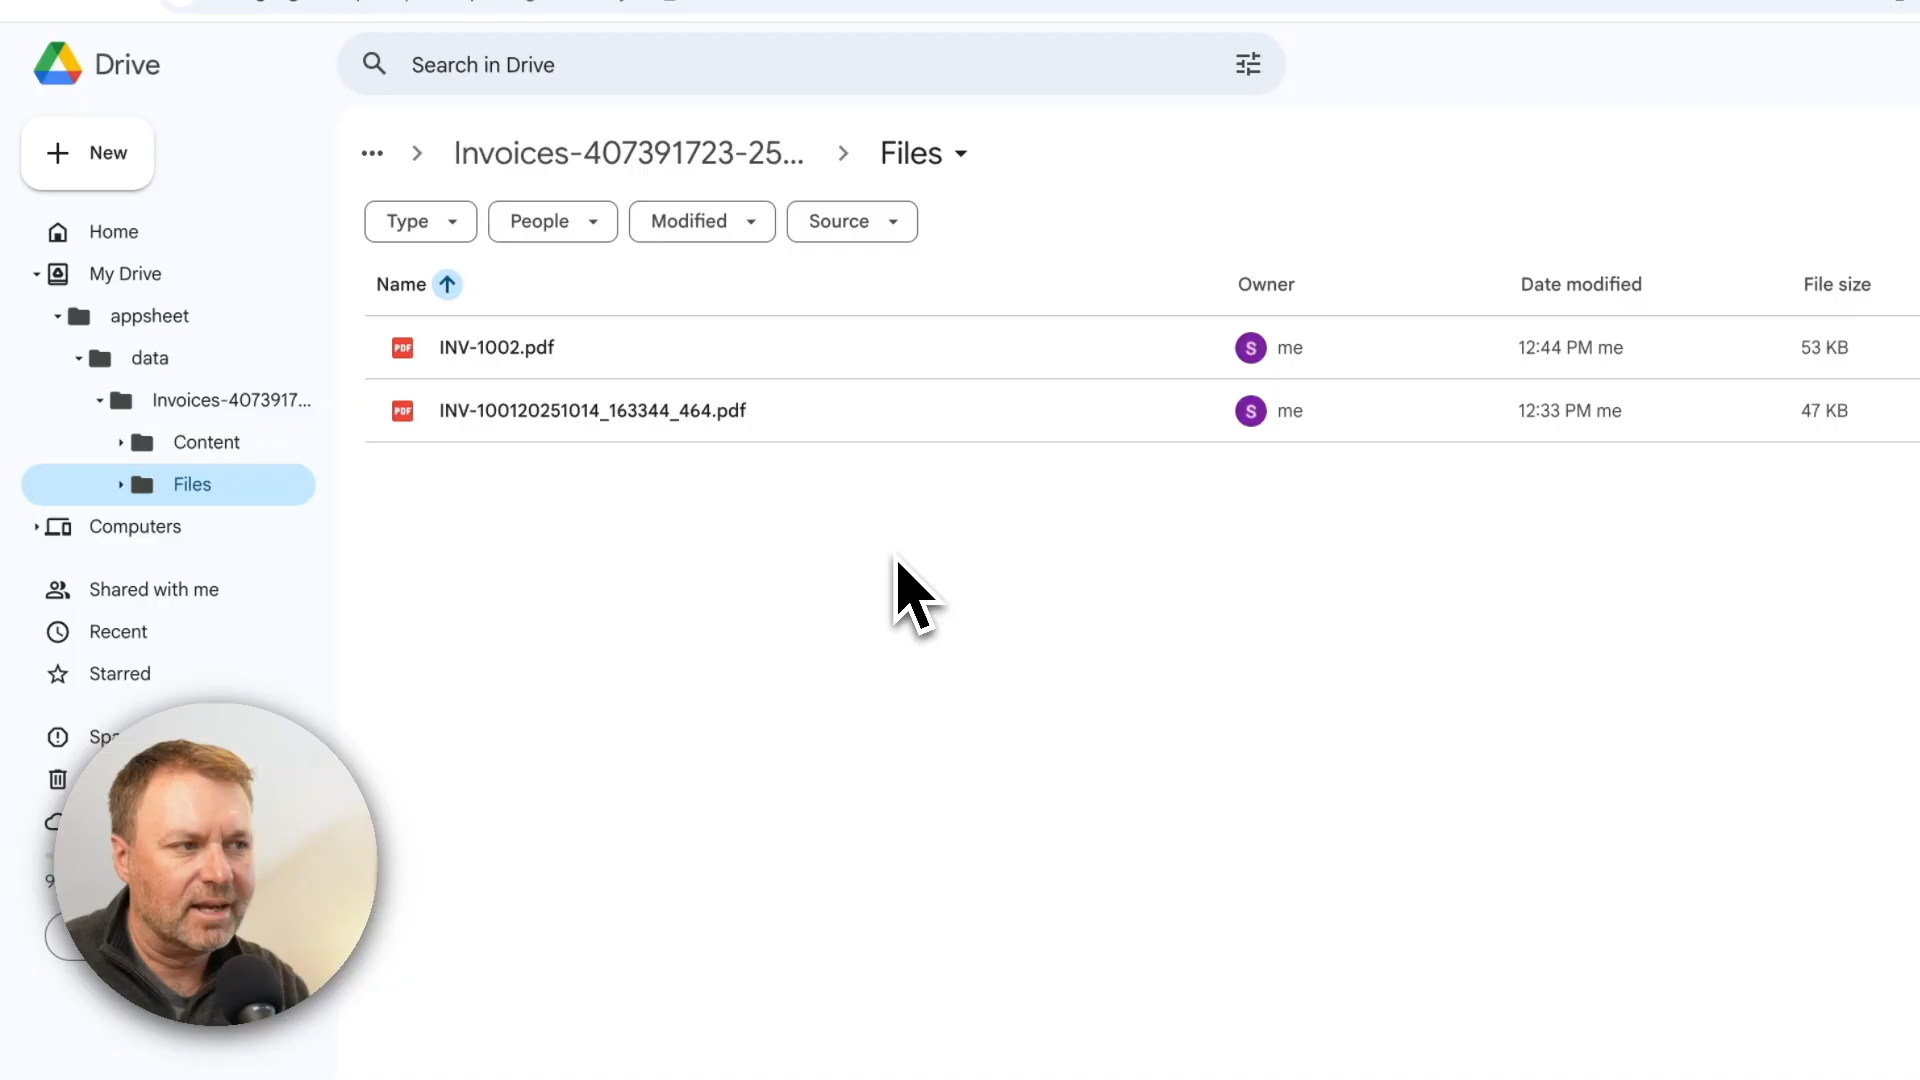 Drive
Search in Drive
New
Invoices-407391723-25...
Files
Type
People
Modified
Source
Home
My Drive
appsheet
data
Invoices-4073917...
Content
Files
Computers
Shared with me
Recent
Starred
Name
Owner
Date modified
File size
PDF
INV-1002.pdf
S
me
12:44 PM me
53 KB
PDF
INV-100120251014_163344_464.pdf
S
me
12:33 PM me
47 KB